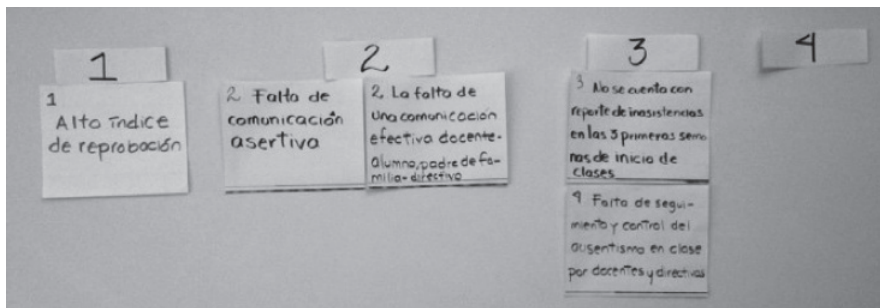 1
1
Alto índice
de reprobación
2
2 Falta de
comunicación
asertiva
2 La falta de
una comunicación
efectiva docente-
alumno, padre de fa-
milia-directivo
3
3 No se cuenta con
reporte de inasistencias
en las 3 primeras sema
nas de inicio de
clases
9 Falta de segui-
miento y control del
ausentismo en clase
por docentes y directivos
4